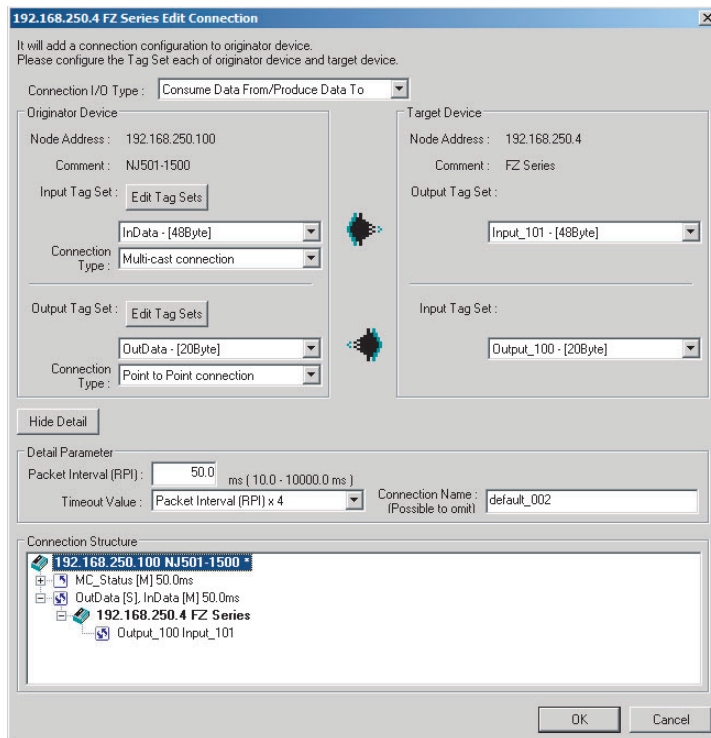 192.168.250.4 FZ Series Edit Connection
It will add a connection configuration to originator device.
Please configure the Tag Set each of originator device and target device.
Connection I/O Type : Consume Data From/Produce Data To
Originator Device
Node Address : 192.168.250.100
Comment : NJ501-1500
Input Tag Set : Edit Tag Sets
InData - [48Byte]
Connection Type : Multi-cast connection
Output Tag Set : Edit Tag Sets
OutData - [20Byte]
Connection Type : Point to Point connection
Target Device
Node Address : 192.168.250.4
Comment : FZ Series
Output Tag Set :
Input_101 - [48Byte]
Input Tag Set :
Output_100 - [20Byte]
Hide Detail
Detail Parameter
Packet Interval (RPI) : 50.0 ms ( 10.0 - 10000.0 ms )
Timeout Value : Packet Interval (RPI) x 4
Connection Name : default_002
(Possible to omit)
Connection Structure
192.168.250.100 NJ501-1500 *
MC_Status [M] 50.0ms
OutData [S], InData [M] 50.0ms
192.168.250.4 FZ Series
Output_100 Input_101
OK Cancel